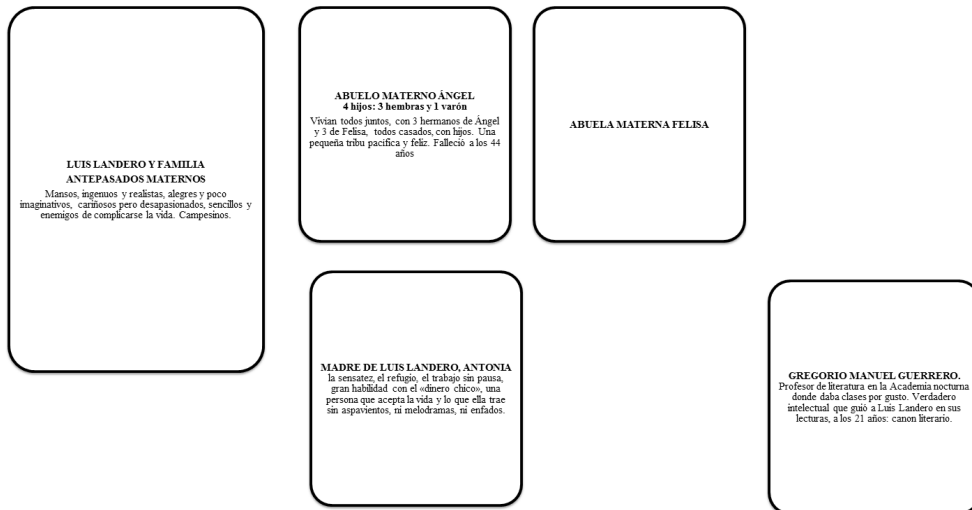 LUIS LANDERO Y FAMILIA
ANTEPASADOS MATERNOS
Mansos, ingenuos y realistas, alegres y poco
imaginativos, cariñosos pero desapasionados, sencillos y
enemigos de complicarse la vida. Campesinos.
ABUELO MATERNO ÁNGEL
4 hijos: 3 hembras y 1 varón
Vivían todos juntos, con 3 hermanos de Ángel
y 3 de Felisa, todos casados, con hijos. Una
pequeña tribu pacífica y feliz. Falleció a los 44
años
ABUELA MATERNA FELISA
MADRE DE LUIS LANDERO, ANTONIA
la sensatez, el refugio, el trabajo sin pausa,
gran habilidad con el «dinero chico», una
persona que acepta la vida y lo que ella trae
sin aspavientos, ni melodramas, ni enfados.
GREGORIO MANUEL GUERRERO.
Profesor de literatura en la Academia nocturna
donde daba clases por gusto. Verdadero
intelectual que guió a Luis Landero en sus
lecturas, a los 21 años: canon literario.